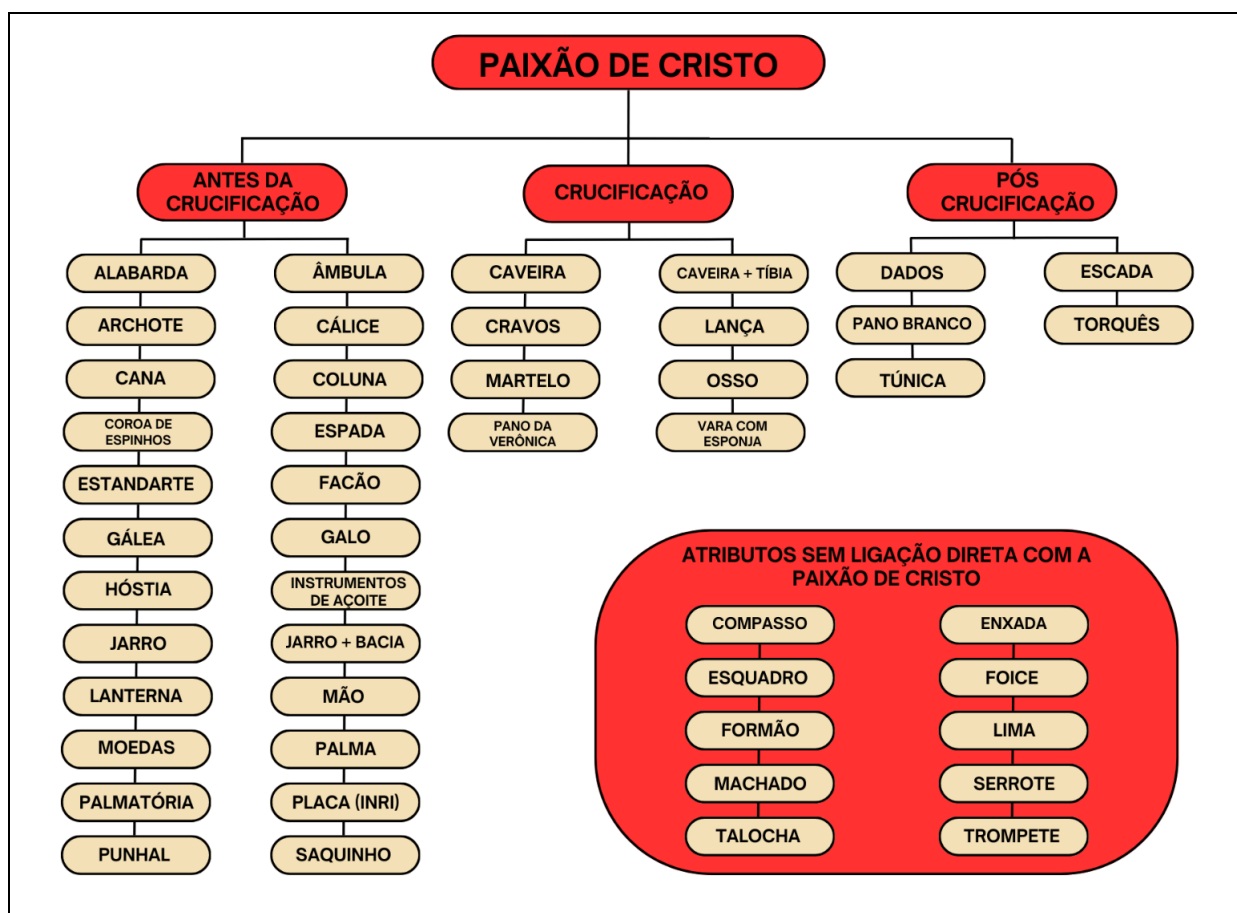 PAIXÃO DE CRISTO
ANTES DA
CRUCIFICAÇÃO
ALABARDA
ARCHOTE
CANA
COROA DE
ESPINHOS
ESTANDARTE
GÁLEA
HÓSTIA
JARRO
LANTERNA
MOEDAS
PALMATÓRIA
PUNHAL
ÂMBULA
CÁLICE
COLUNA
ESPADA
FACÃO
GALO
INSTRUMENTOS
DE AÇOITE
JARRO + BACIA
MÃO
PALMA
PLACA (INRI)
SAQUINHO
CRUCIFICAÇÃO
CAVEIRA
CRAVOS
MARTELO
PANO DA
VERÔNICA
CAVEIRA + TÍBIA
LANÇA
OSSO
VARA COM
ESPONJA
PÓS
CRUCIFICAÇÃO
DADOS
PANO BRANCO
TÚNICA
ESCADA
TORQUÊS
ATRIBUTOS SEM LIGAÇÃO DIRETA COM A
PAIXÃO DE CRISTO
COMPASSO
ESQUADRO
FORMÃO
MACHADO
TALOCHA
ENXADA
FOICE
LIMA
SERROTE
TROMPETE